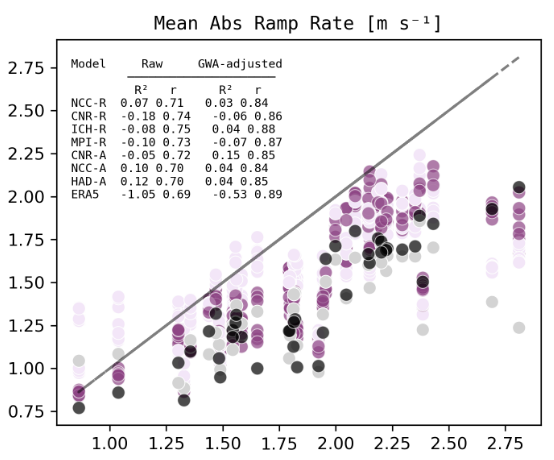 Mean Abs Ramp Rate [m s⁻¹]
Model Raw GWA-adjusted
R² r R² r
NCC-R 0.07 0.71 0.03 0.84
CNR-R -0.18 0.74 -0.06 0.86
ICH-R -0.08 0.75 0.04 0.88
MPI-R -0.10 0.73 -0.07 0.87
CNR-A -0.05 0.72 0.15 0.85
NCC-A 0.10 0.70 0.04 0.84
HAD-A 0.12 0.70 0.04 0.85
ERA5 -1.05 0.69 -0.53 0.89
2.75
2.50
2.25
2.00
1.75
1.50
1.25
1.00
0.75
1.00 1.25 1.50 1.75 2.00 2.25 2.50 2.75